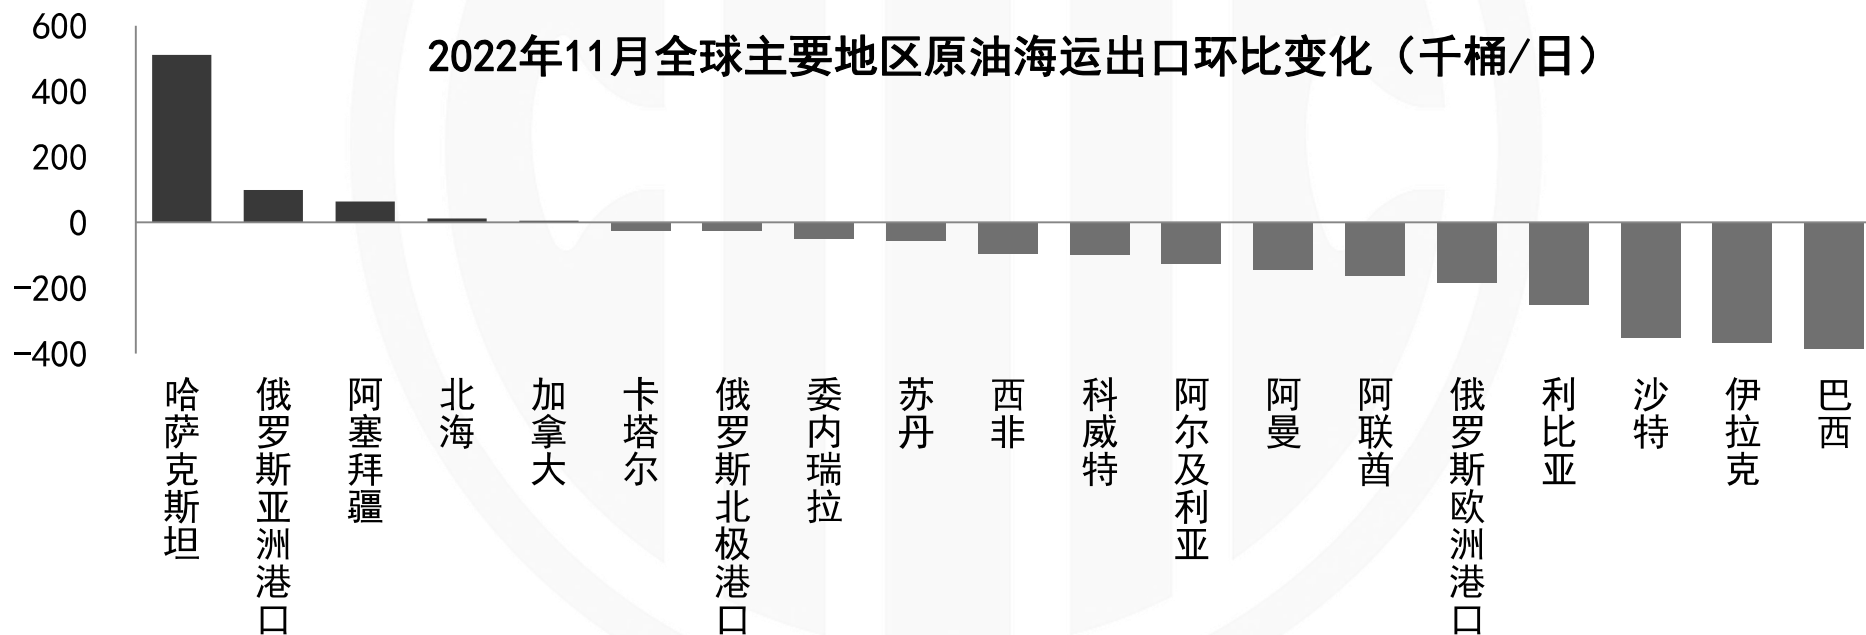 2022年11月全球主要地区原油海运出口环比变化（千桶/日）
600
400
200
0
-200
-400
哈萨克斯坦
俄罗斯亚洲港口
阿塞拜疆
北海
加拿大
卡塔尔
俄罗斯北极港口
委内瑞拉
苏丹
西非
科威特
阿尔及利亚
阿曼
阿联酋
俄罗斯欧洲港口
利比亚
沙特
伊拉克
巴西